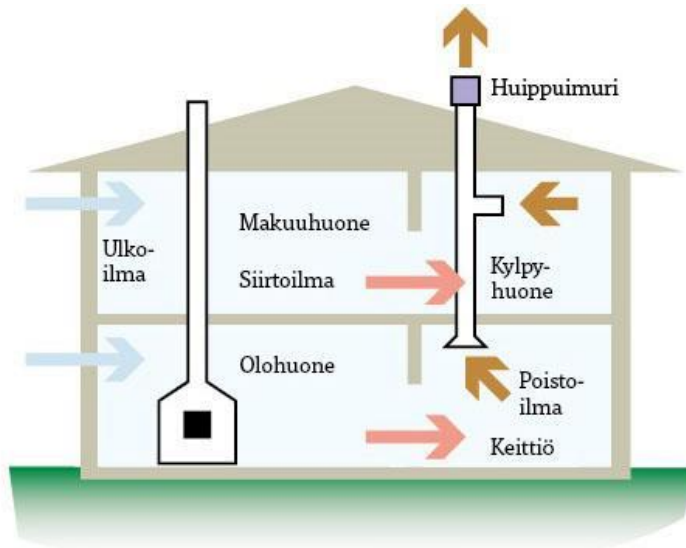 Huippuimuri
Makuuhuone
Ulko-
ilma
Siirtoilma
Kylpy-
huone
Olohuone
Poisto-
ilma
Keittiö